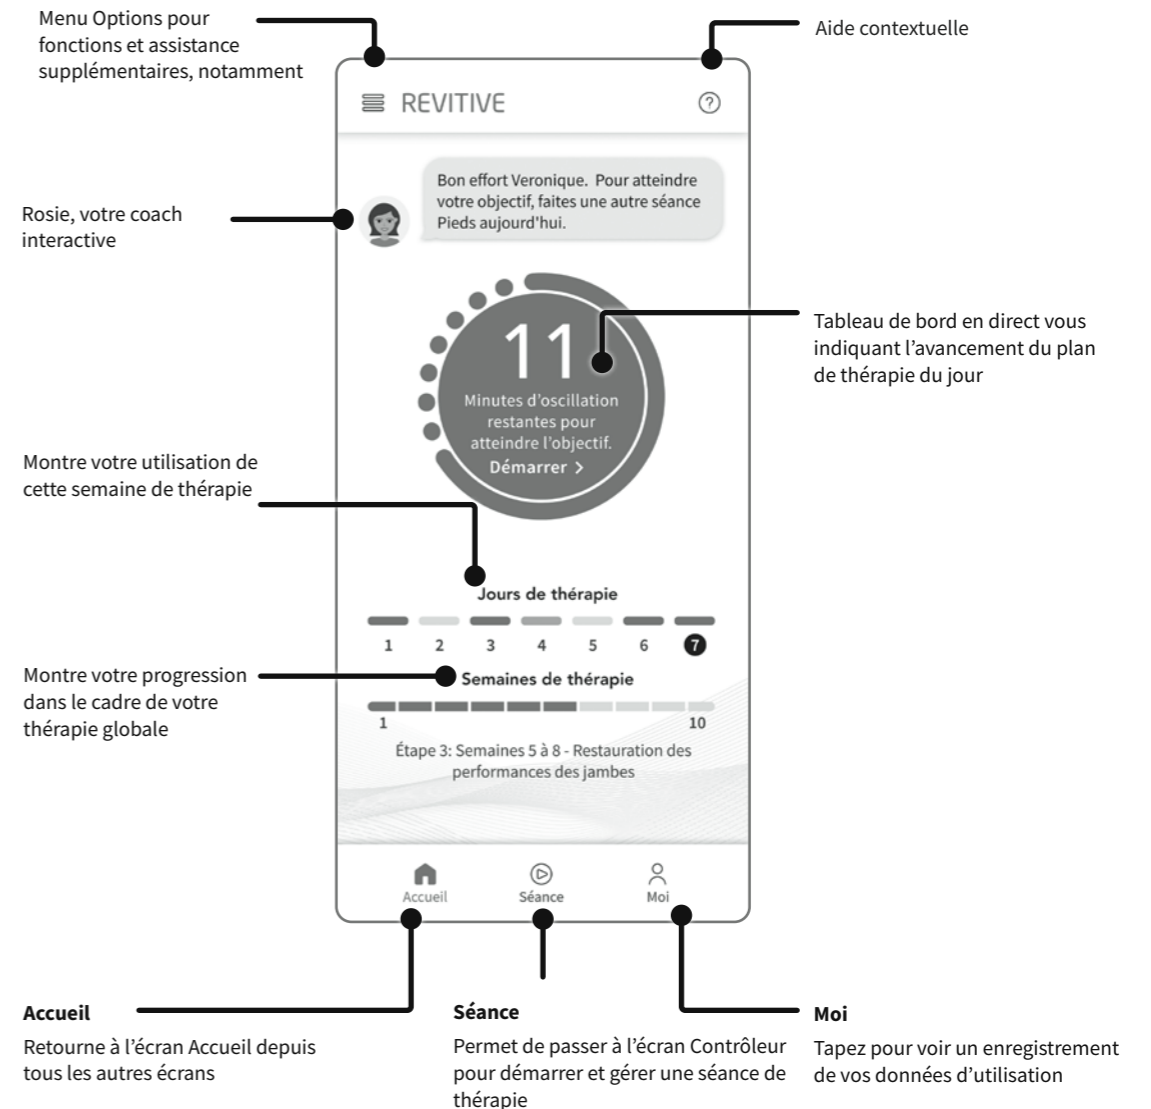 Menu Options pour
fonctions et assistance
supplémentaires, notamment
Aide contextuelle
REVITIVE
?
Bon effort Veronique. Pour atteindre
votre objectif, faites une autre séance
Pieds aujourd'hui.
Rosie, votre coach
interactive
11
Minutes d'oscillation
restantes pour
atteindre l'objectif.
Démarrer >
Tableau de bord en direct vous
indiquant l'avancement du plan
de thérapie du jour
Montre votre utilisation de
cette semaine de thérapie
Jours de thérapie
1 2 3 4 5 6 7
Montre votre progression
dans le cadre de votre
thérapie globale
Semaines de thérapie
1 10
Étape 3: Semaines 5 à 8 - Restauration des
performances des jambes
Accueil Séance Moi
Accueil
Retourne à l'écran Accueil depuis
tous les autres écrans
Séance
Permet de passer à l'écran Contrôleur
pour démarrer et gérer une séance de
thérapie
Moi
Tapez pour voir un enregistrement
de vos données d'utilisation